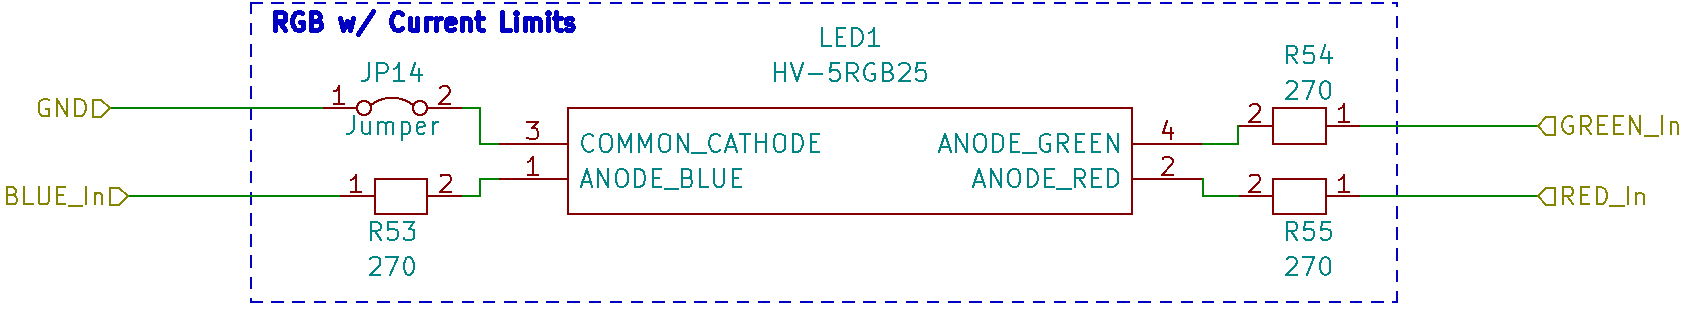 RGB w/ Current Limits
LED1
HV-5RGB25
JP14
1 2
Jumper
GND
3
COMMON_CATHODE
1
ANODE_BLUE
BLUE_In
1 2
R53
270
ANODE_GREEN
4
ANODE_RED
2
R54
270
2 1
GREEN_In
2 1
RED_In
R55
270